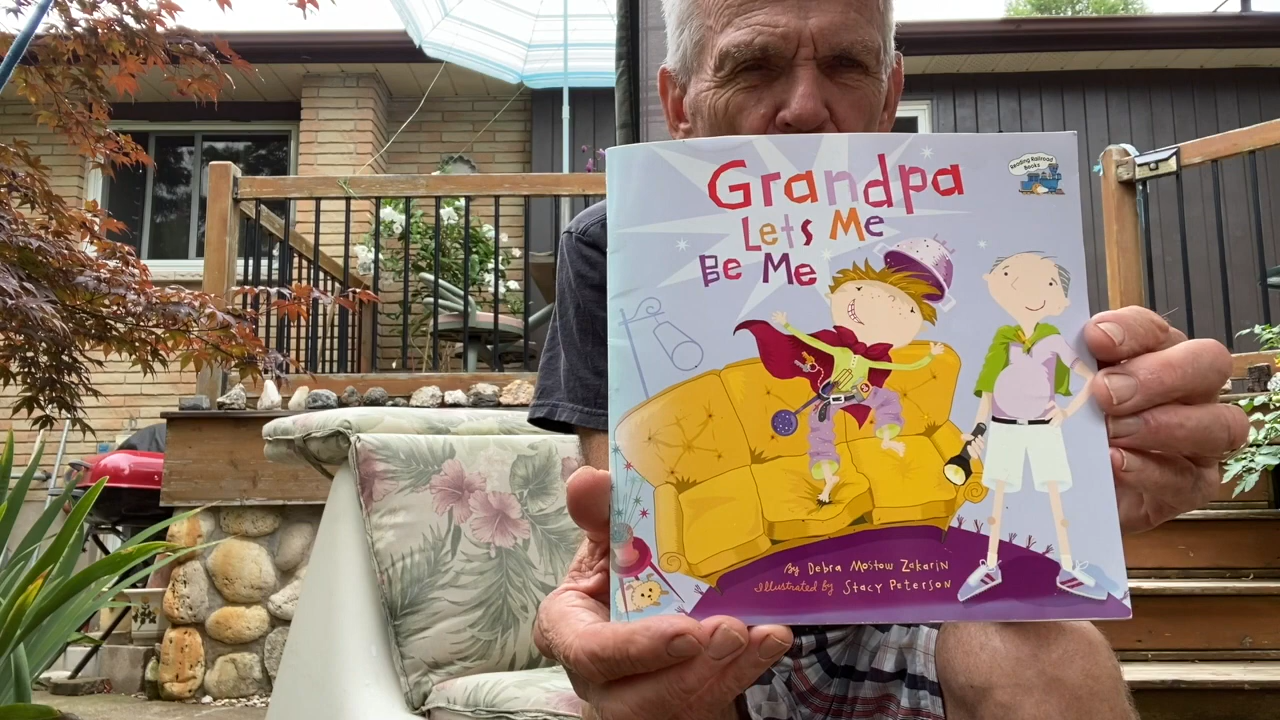 Grandpa
Lets Me
Be Me
Reading Railroad
Books
By Debra Mostow Zakarin
Illustrated by Stacy Peterson